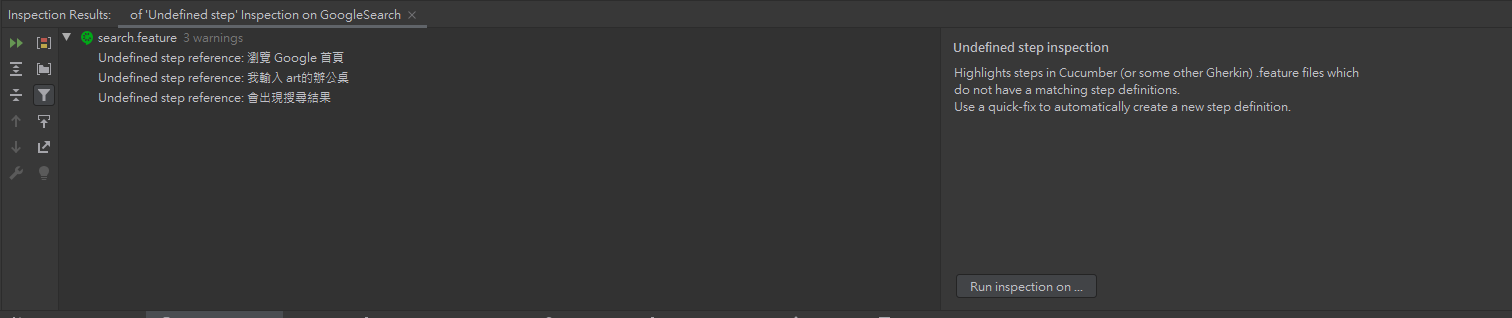 Inspection Results: of 'Undefined step' Inspection on GoogleSearch
search.feature 3 warnings
Undefined step reference: 瀏覽 Google 首頁
Undefined step reference: 我輸入 art的辦公桌
Undefined step reference: 會出現搜尋結果
Undefined step inspection
Highlights steps in Cucumber (or some other Gherkin) .feature files which
do not have a matching step definitions.
Use a quick-fix to automatically create a new step definition.
Run inspection on ...